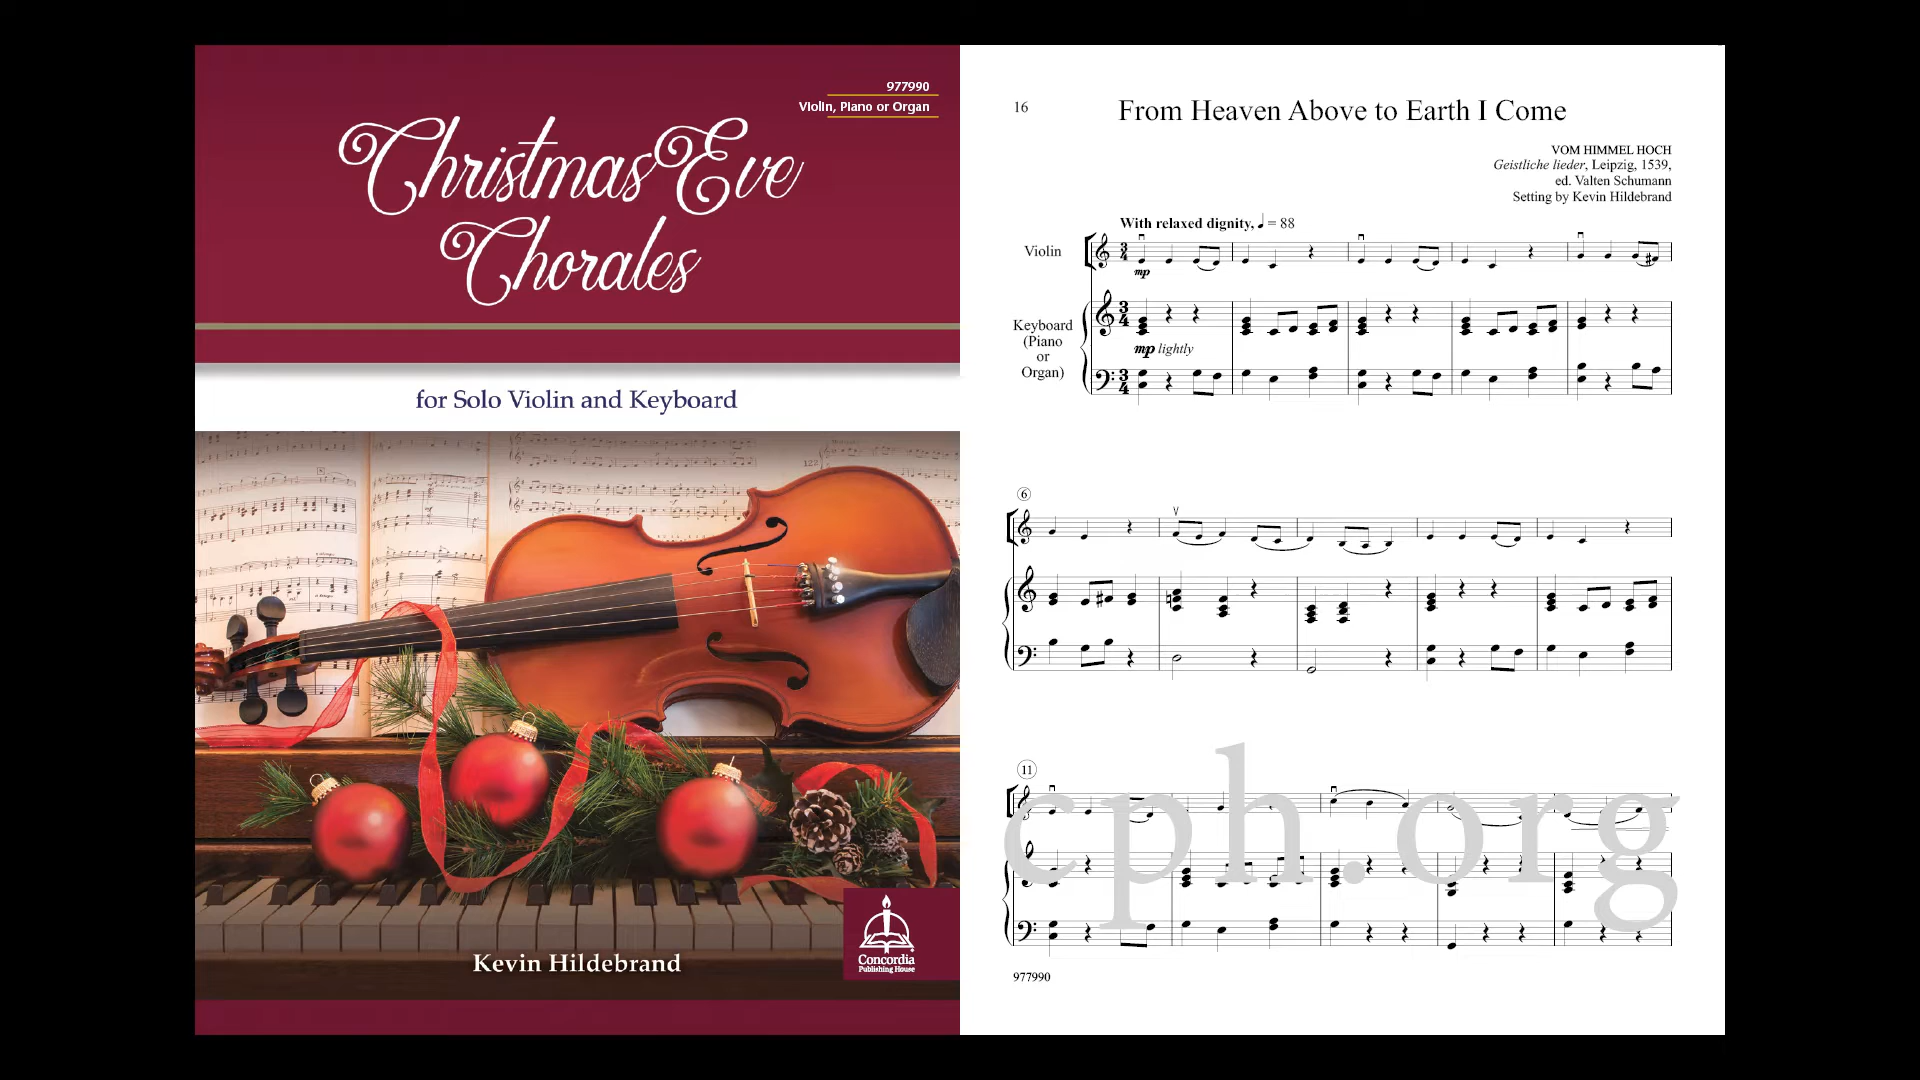 977990
Violin, Piano or Organ
Christmas Eve
Chorales
for Solo Violin and Keyboard
Kevin Hildebrand
Concordia
Publishing House
16
From Heaven Above to Earth I Come
VOM HIMMEL HOCH
Geistliche lieder, Leipzig, 1539,
ed. Valten Schumann
Setting by Kevin Hildebrand
With relaxed dignity, ♩ = 88
Violin
mp
Keyboard
(Piano
or
Organ)
mp lightly
6
11
cph.org
977990